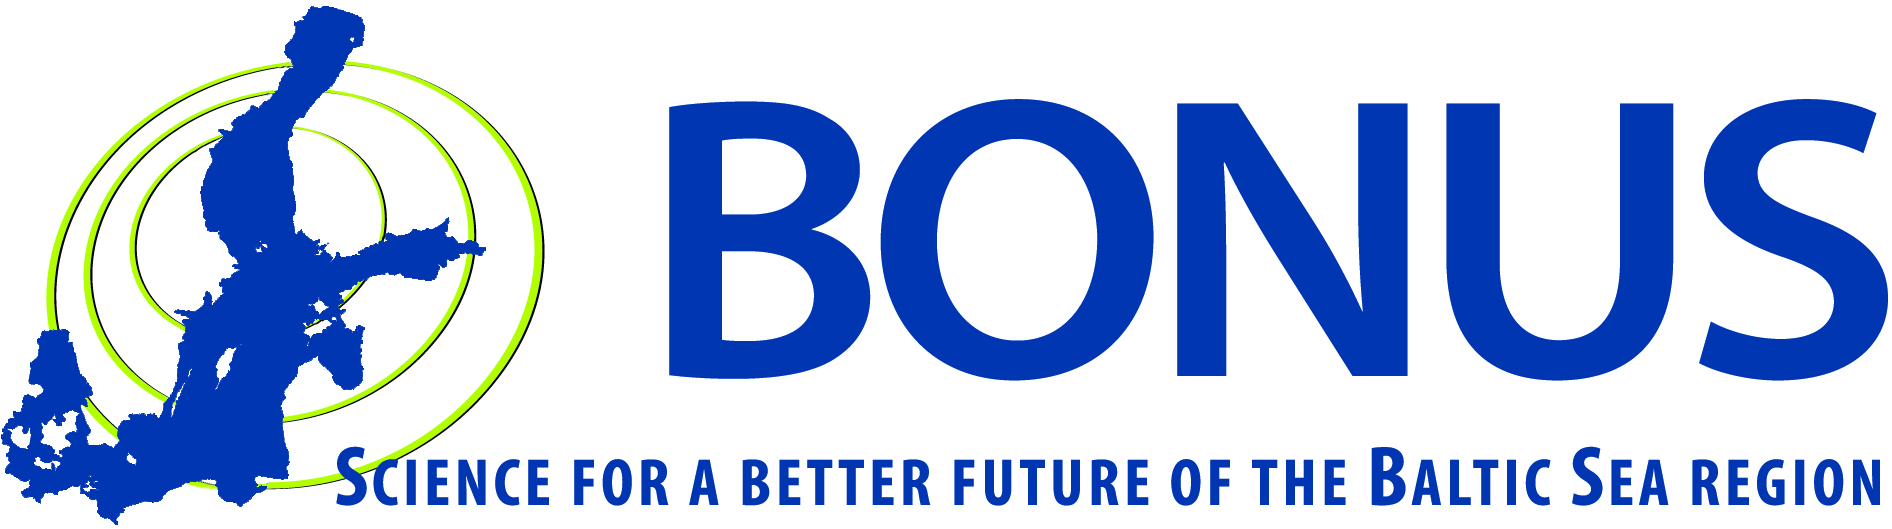 BONUS
Science for a better future of the Baltic Sea region